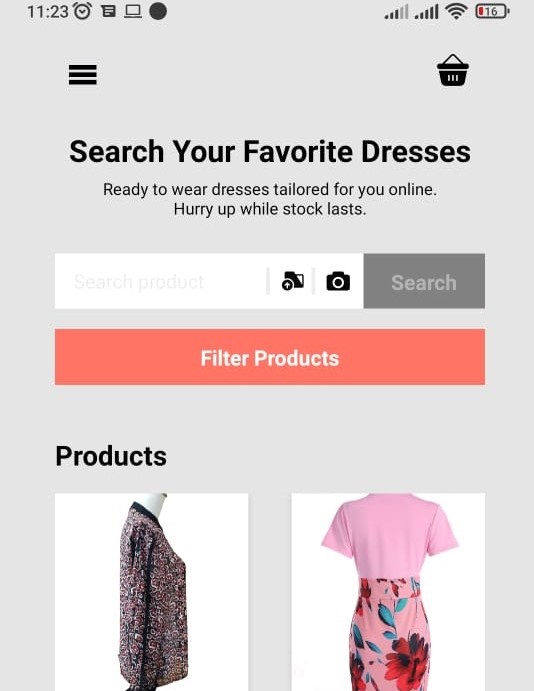 11:23
16
Search Your Favorite Dresses
Ready to wear dresses tailored for you online.
Hurry up while stock lasts.
Search product
Search
Filter Products
Products